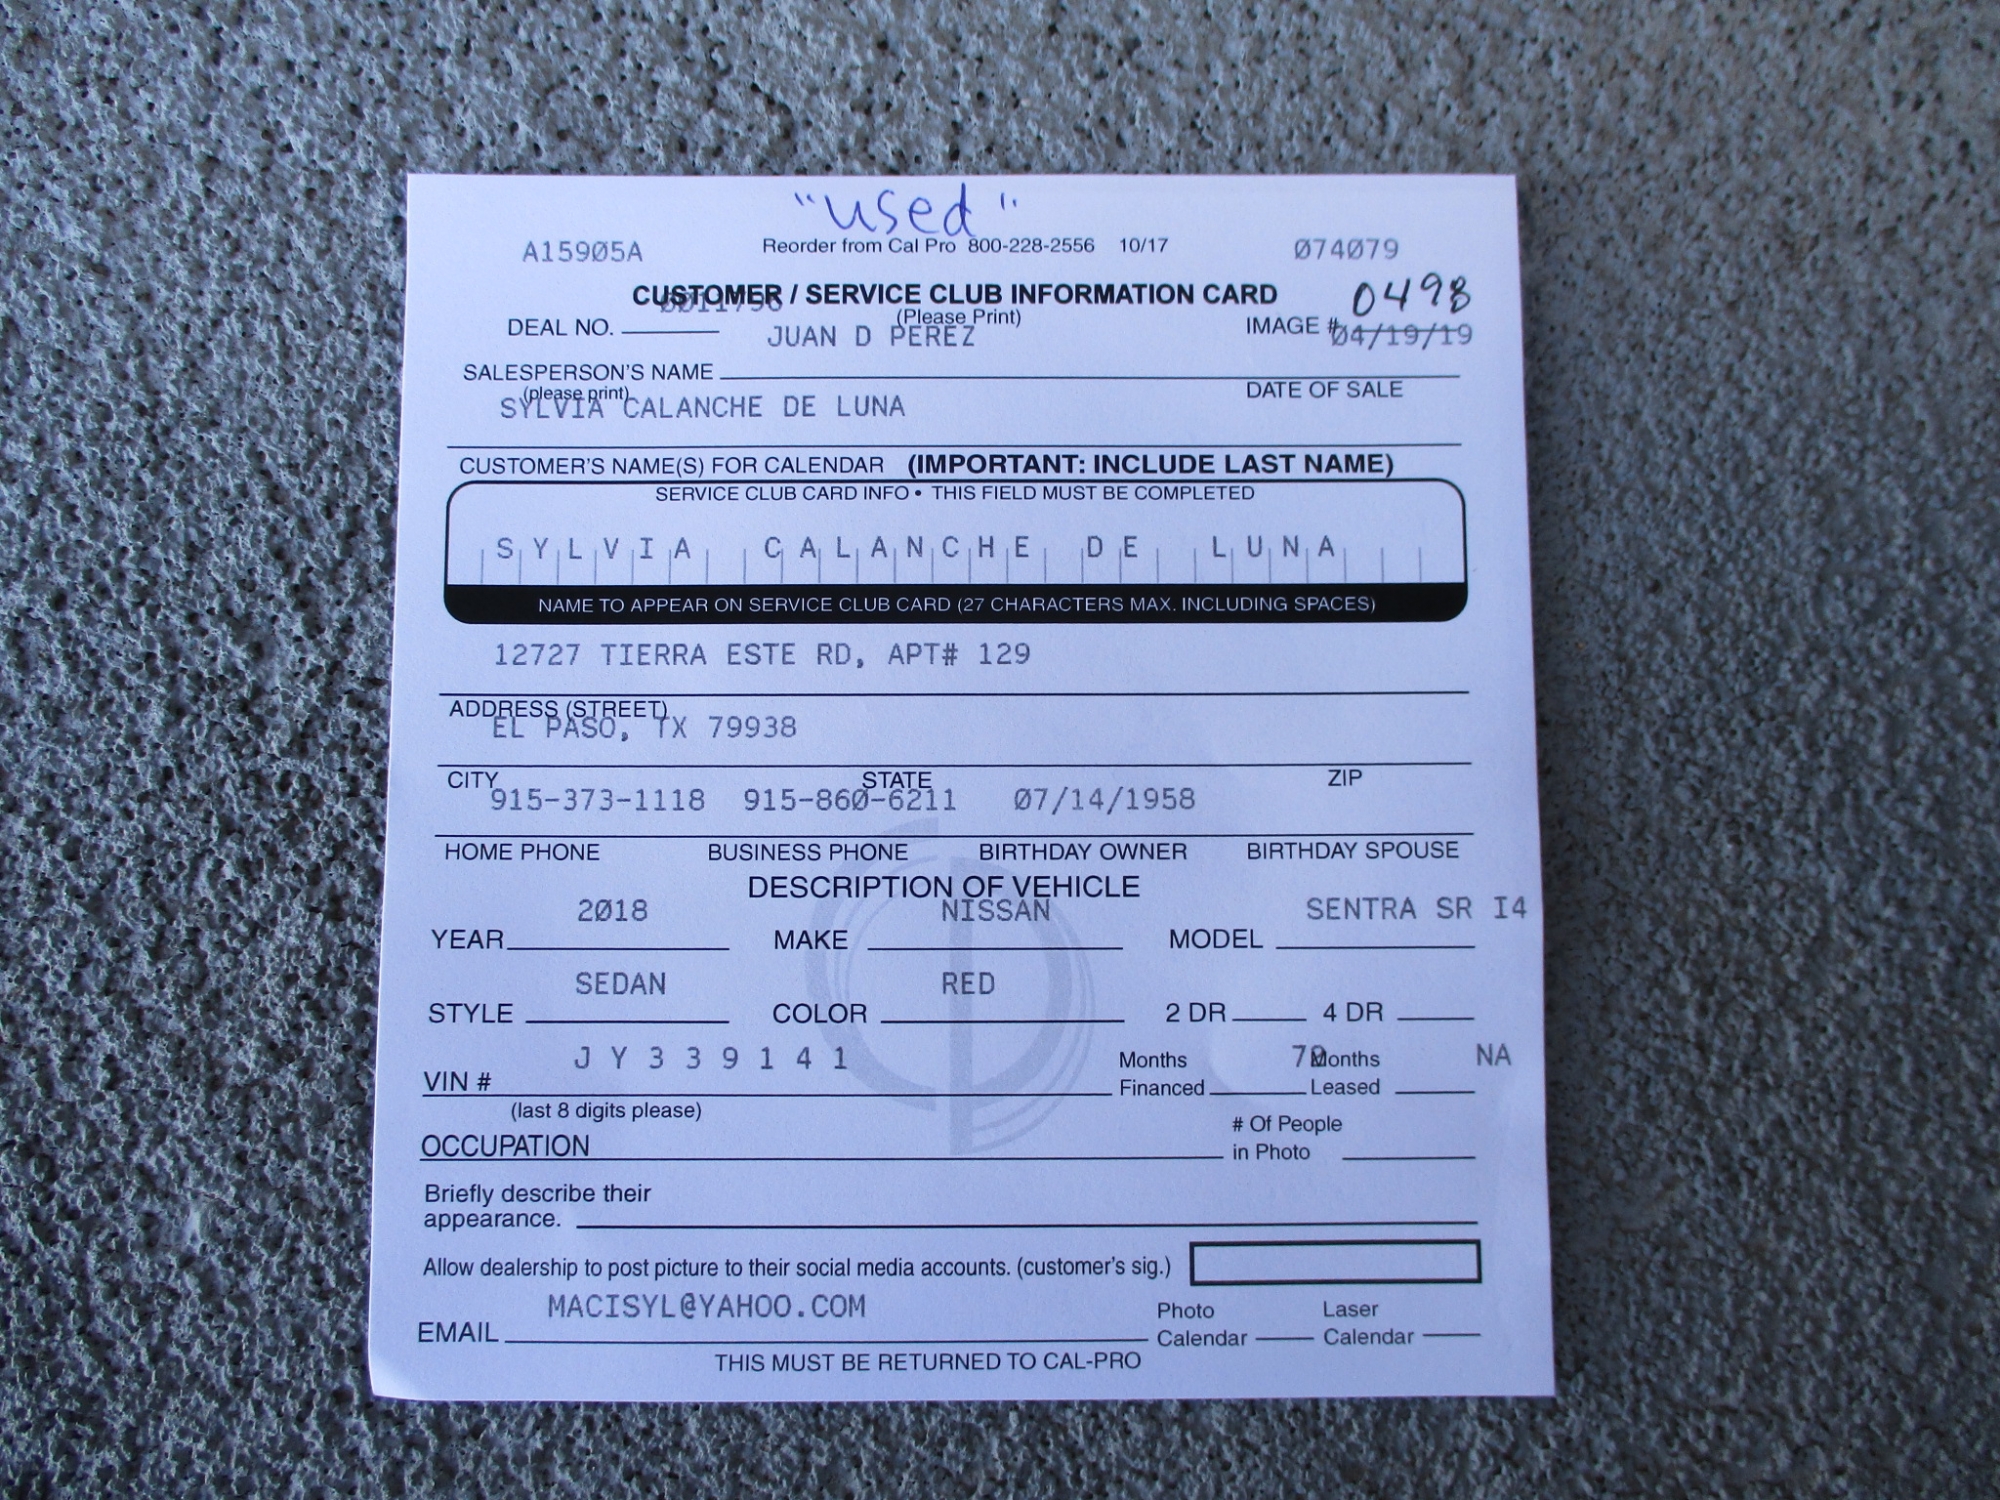 "used"
A15905A Reorder from Cal Pro 800-228-2556 10/17 074079
CUSTOMER / SERVICE CLUB INFORMATION CARD 0498
(Please Print)
DEAL NO. JUAN D PEREZ IMAGE # 04/19/19
SALESPERSON'S NAME
(please print) DATE OF SALE
SYLVIA CALANCHE DE LUNA
CUSTOMER'S NAME(S) FOR CALENDAR (IMPORTANT: INCLUDE LAST NAME)
SERVICE CLUB CARD INFO • THIS FIELD MUST BE COMPLETED
SYLVIA CALANCHE DE LUNA
NAME TO APPEAR ON SERVICE CLUB CARD (27 CHARACTERS MAX. INCLUDING SPACES)
12727 TIERRA ESTE RD, APT# 129
ADDRESS (STREET)
EL PASO, TX 79938
CITY STATE ZIP
915-373-1118 915-860-6211 07/14/1958
HOME PHONE BUSINESS PHONE BIRTHDAY OWNER BIRTHDAY SPOUSE
DESCRIPTION OF VEHICLE
2018 NISSAN SENTRA SR I4
YEAR MAKE MODEL
SEDAN RED
STYLE COLOR 2 DR 4 DR
JY339141 Months Months NA
VIN # Financed Leased
(last 8 digits please)
# Of People
OCCUPATION in Photo
Briefly describe their
appearance.
Allow dealership to post picture to their social media accounts. (customer's sig.)
MACISYL@YAHOO.COM Photo Laser
EMAIL Calendar Calendar
THIS MUST BE RETURNED TO CAL-PRO